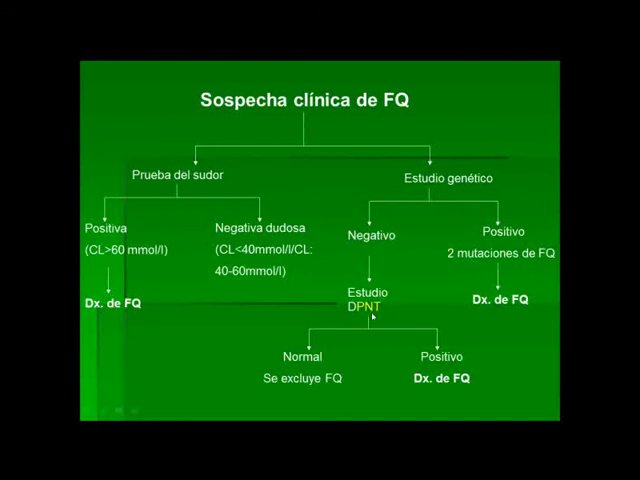 Sospecha clínica de FQ
Prueba del sudor
Estudio genético
Positiva
(CL>60 mmol/l)
Dx. de FQ
Negativa dudosa
(CL<40mmol/l/CL:
40-60mmol/l)
Negativo
Estudio
DPNT
Positivo
2 mutaciones de FQ
Dx. de FQ
Normal
Se excluye FQ
Positivo
Dx. de FQ